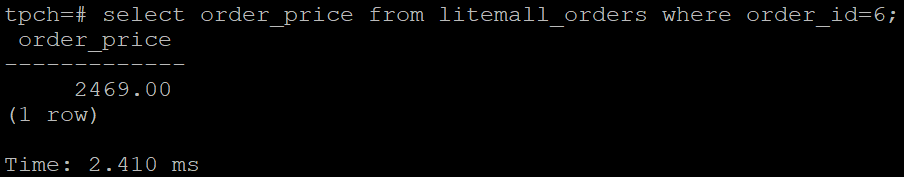 tpch=# select order_price from litemall_orders where order_id=6;
 order_price
-------------
     2469.00
(1 row)

Time: 2.410 ms